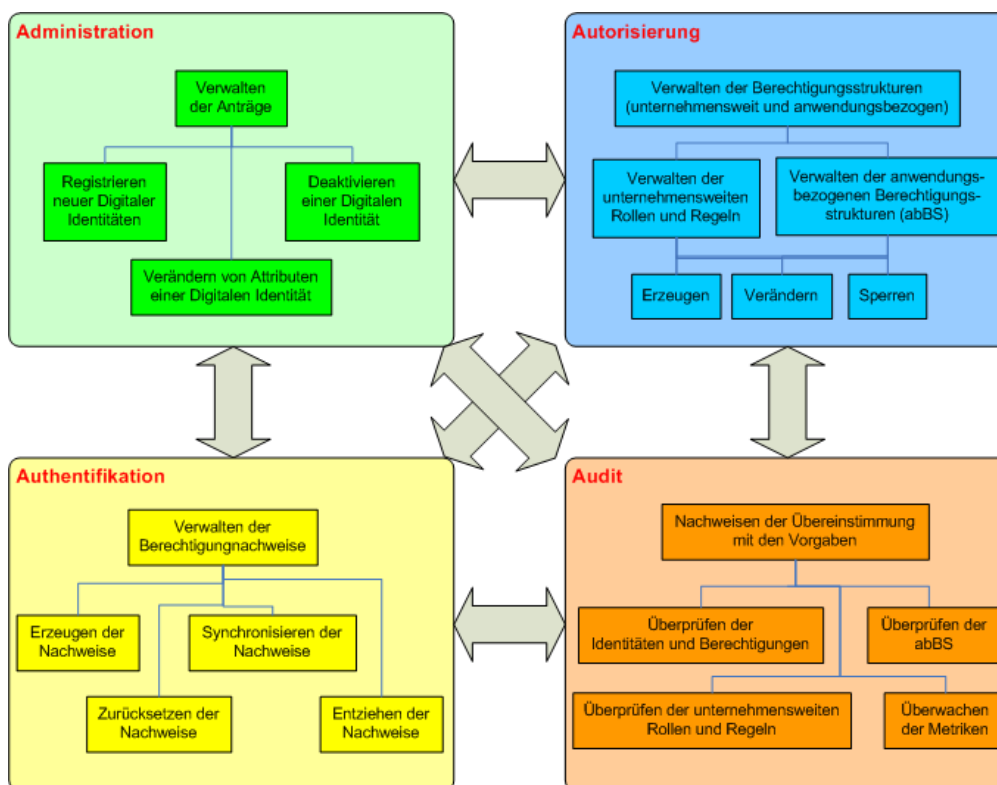 Administration
Verwalten
der Anträge
Registrieren
neuer Digitaler
Identitäten
Deaktivieren
einer Digitalen
Identität
Verändern von Attributen
einer Digitalen Identität
Autorisierung
Verwalten der Berechtigungsstrukturen
(unternehmensweit und anwendungsbezogen)
Verwalten der
unternehmensweiten
Rollen und Regeln
Verwalten der anwendungs-
bezogenen Berechtigungs-
strukturen (abBS)
Erzeugen
Verändern
Sperren
Authentifikation
Verwalten der
Berechtigungnachweise
Erzeugen der
Nachweise
Synchronisieren der
Nachweise
Zurücksetzen der
Nachweise
Entziehen der
Nachweise
Audit
Nachweisen der Übereinstimmung
mit den Vorgaben
Überprüfen der
Identitäten und Berechtigungen
Überprüfen der
abBS
Überprüfen der unternehmensweiten
Rollen und Regeln
Überwachen
der Metriken